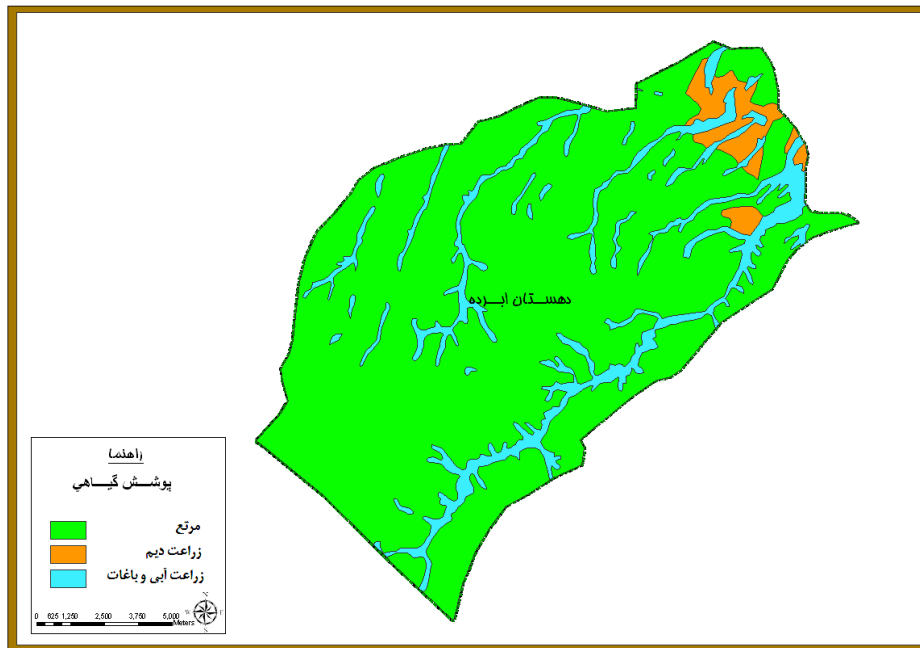 دهستان ابرده
راهنما
پوشش گیاهي
مرتع
زراعت دیم
زراعت آبی و باغات
0 625 1,250 2,500 3,750 5,000
Meters
N
W E
S